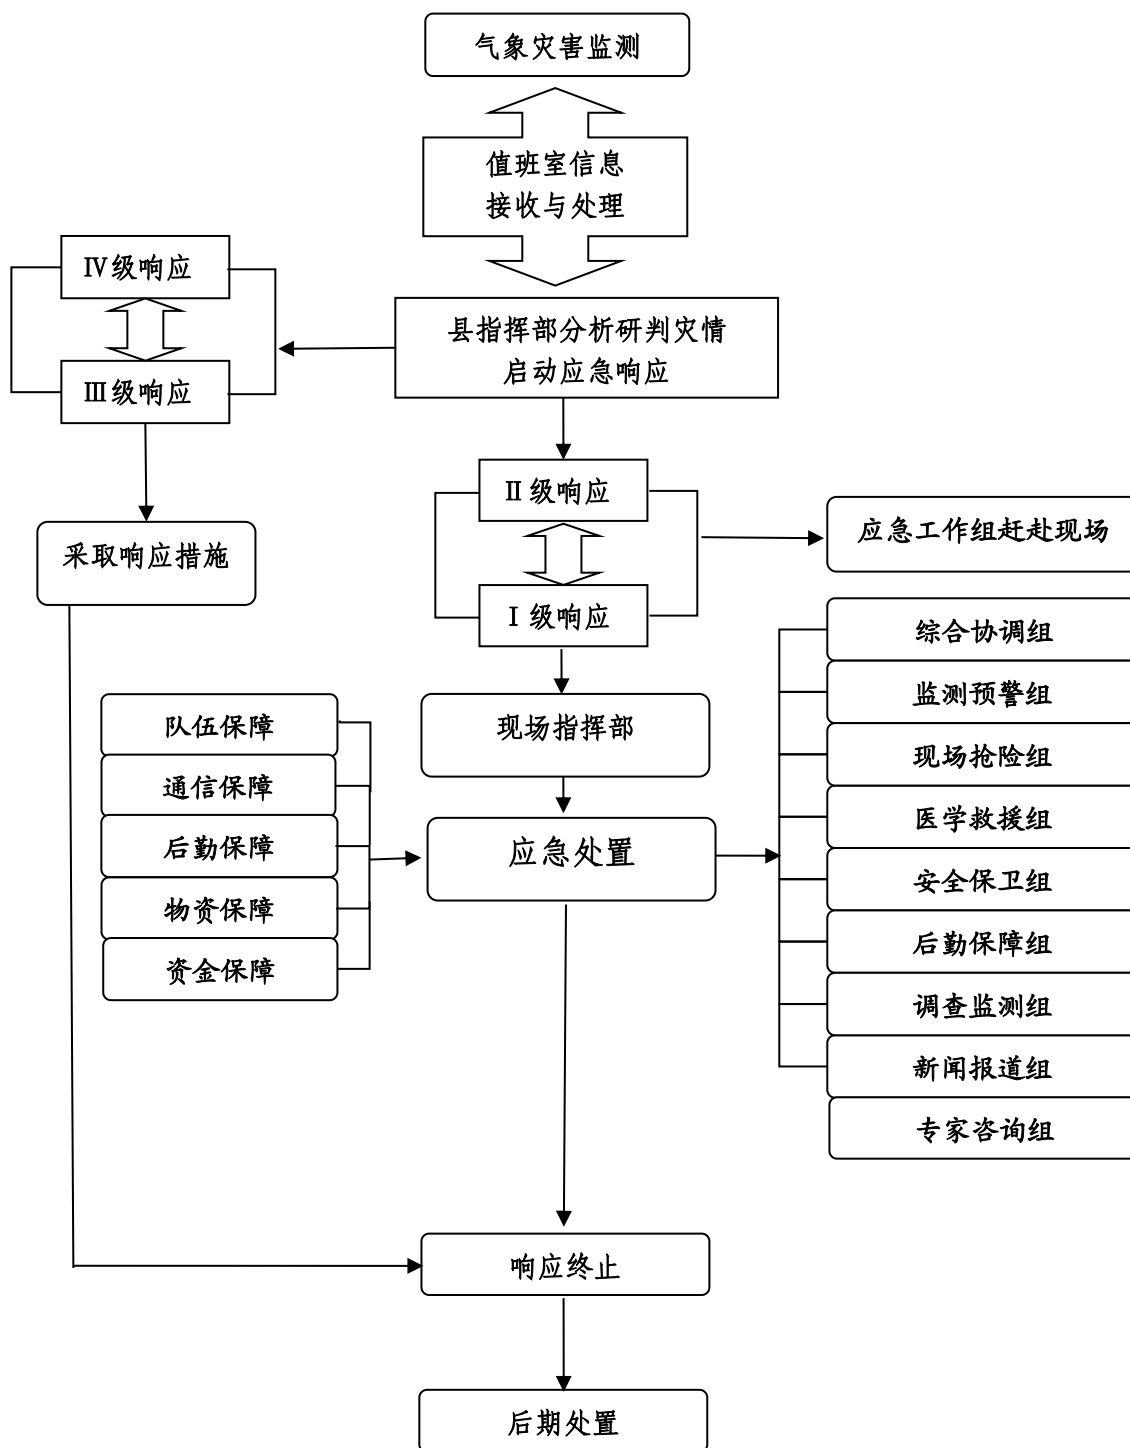 气象灾害监测
值班室信息
接收与处理
Ⅳ级响应
Ⅲ级响应
县指挥部分析研判灾情
启动应急响应
Ⅱ级响应
Ⅰ级响应
采取响应措施
应急工作组赶赴现场
现场指挥部
队伍保障
通信保障
后勤保障
物资保障
资金保障
应急处置
综合协调组
监测预警组
现场抢险组
医学救援组
安全保卫组
后勤保障组
调查监测组
新闻报道组
专家咨询组
响应终止
后期处置